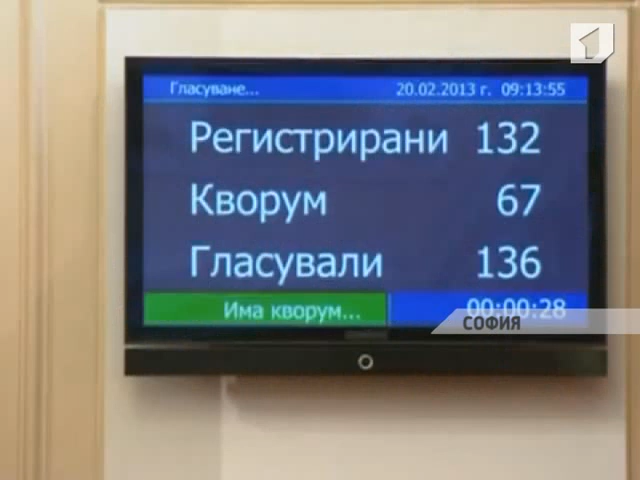 1
Гласуване... 20.02.2013 г. 09:13:55
Регистрирани 132
Кворум 67
Гласували 136
Има кворум... 00:00:28
СОФИЯ